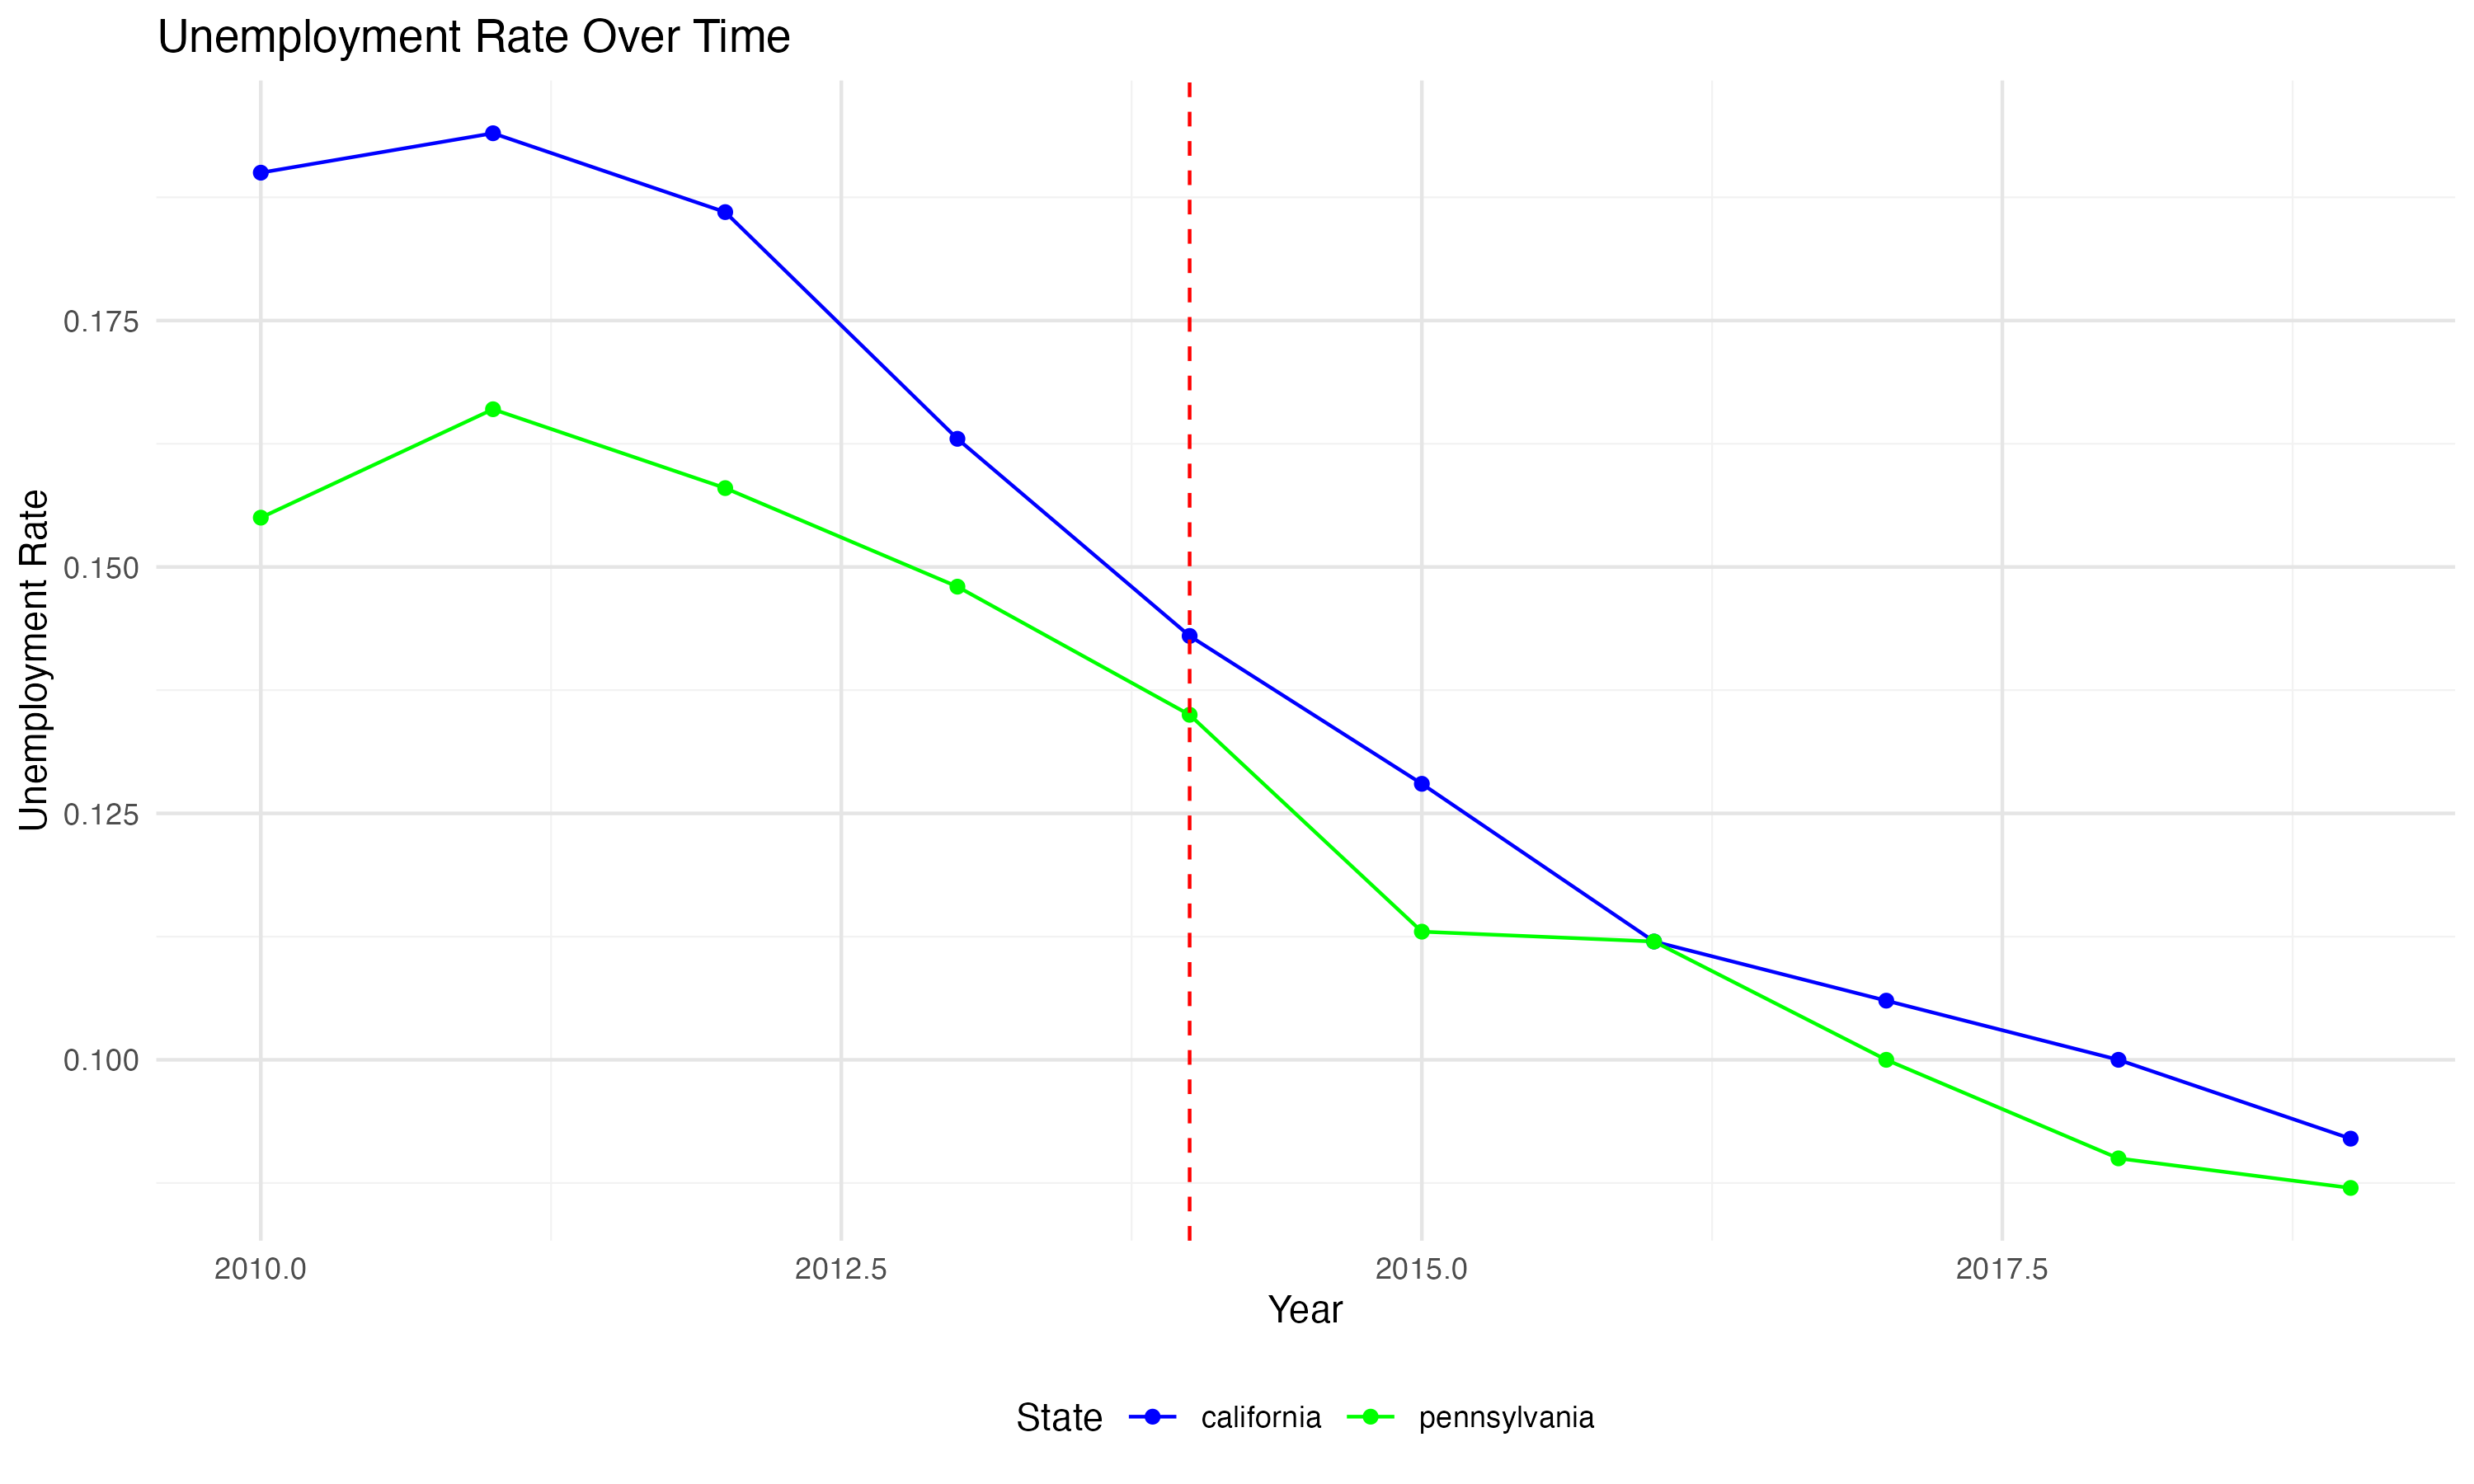 Unemployment Rate Over Time
Unemployment Rate
0.175
0.150
0.125
0.100
2010.0 2012.5 2015.0 2017.5
Year
State california pennsylvania